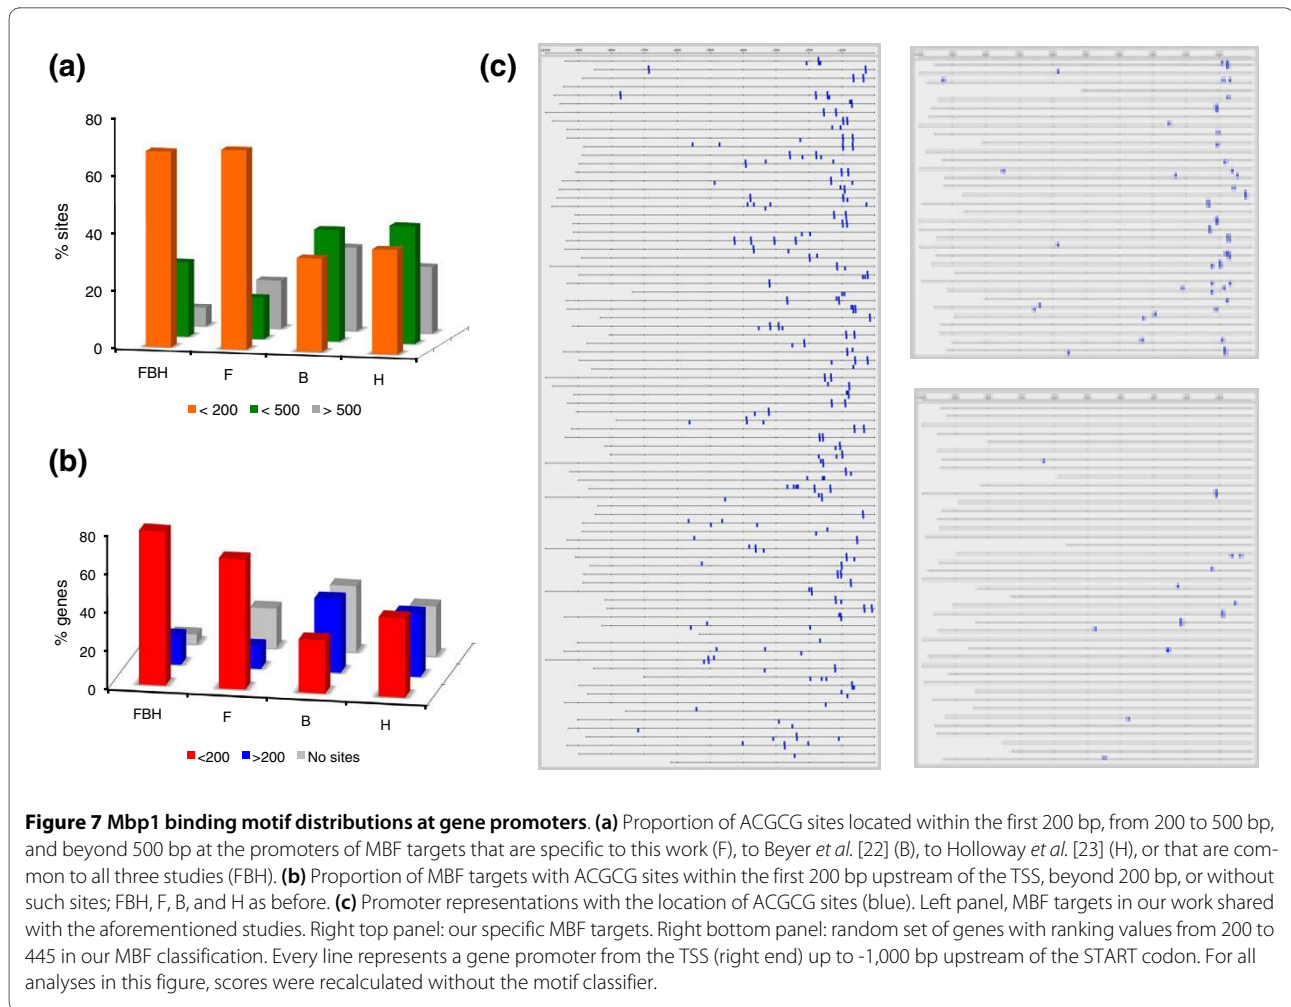 (a)
80
60
40
20
0
% sites
FBH
F
B
H
< 200
< 500
> 500
(b)
80
60
40
20
0
% genes
FBH
F
B
H
<200
>200
No sites
(c)
Figure 7 Mbp1 binding motif distributions at gene promoters. (a) Proportion of ACGCG sites located within the first 200 bp, from 200 to 500 bp,
and beyond 500 bp at the promoters of MBF targets that are specific to this work (F), to Beyer et al. [22] (B), to Holloway et al. [23] (H), or that are com-
mon to all three studies (FBH). (b) Proportion of MBF targets with ACGCG sites within the first 200 bp upstream of the TSS, beyond 200 bp, or without
such sites; FBH, F, B, and H as before. (c) Promoter representations with the location of ACGCG sites (blue). Left panel, MBF targets in our work shared
with the aforementioned studies. Right top panel: our specific MBF targets. Right bottom panel: random set of genes with ranking values from 200 to
445 in our MBF classification. Every line represents a gene promoter from the TSS (right end) up to -1,000 bp upstream of the START codon. For all
analyses in this figure, scores were recalculated without the motif classifier.